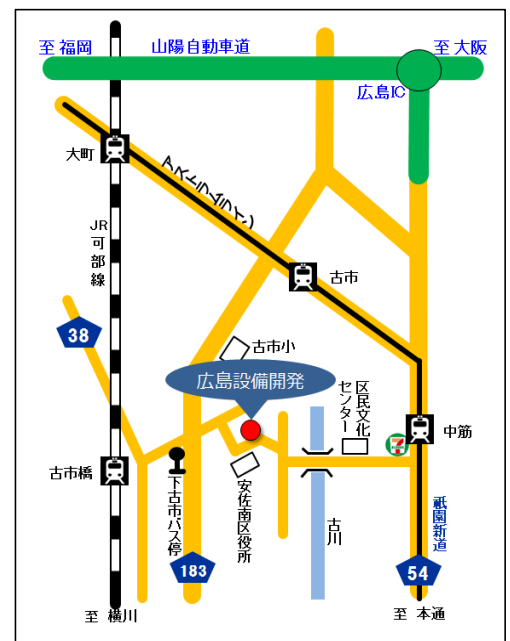 至 福岡
山陽自動車道
至 大阪
広島IC
大町
アストラムライン
JR可部線
古市
38
古市小
広島設備開発
区民文化
センター
中筋
古市橋
下古市バス停
安佐南区役所
古川
祇園新道
183
54
至 横川
至 本通